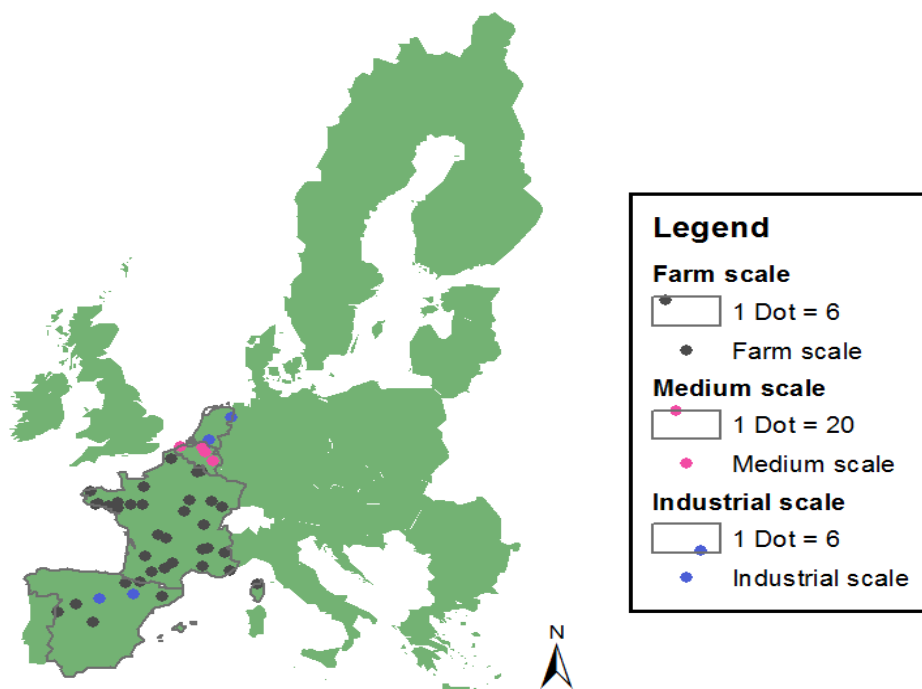 Legend
Farm scale
1 Dot = 6
Farm scale
Medium scale
1 Dot = 20
Medium scale
Industrial scale
1 Dot = 6
Industrial scale
N